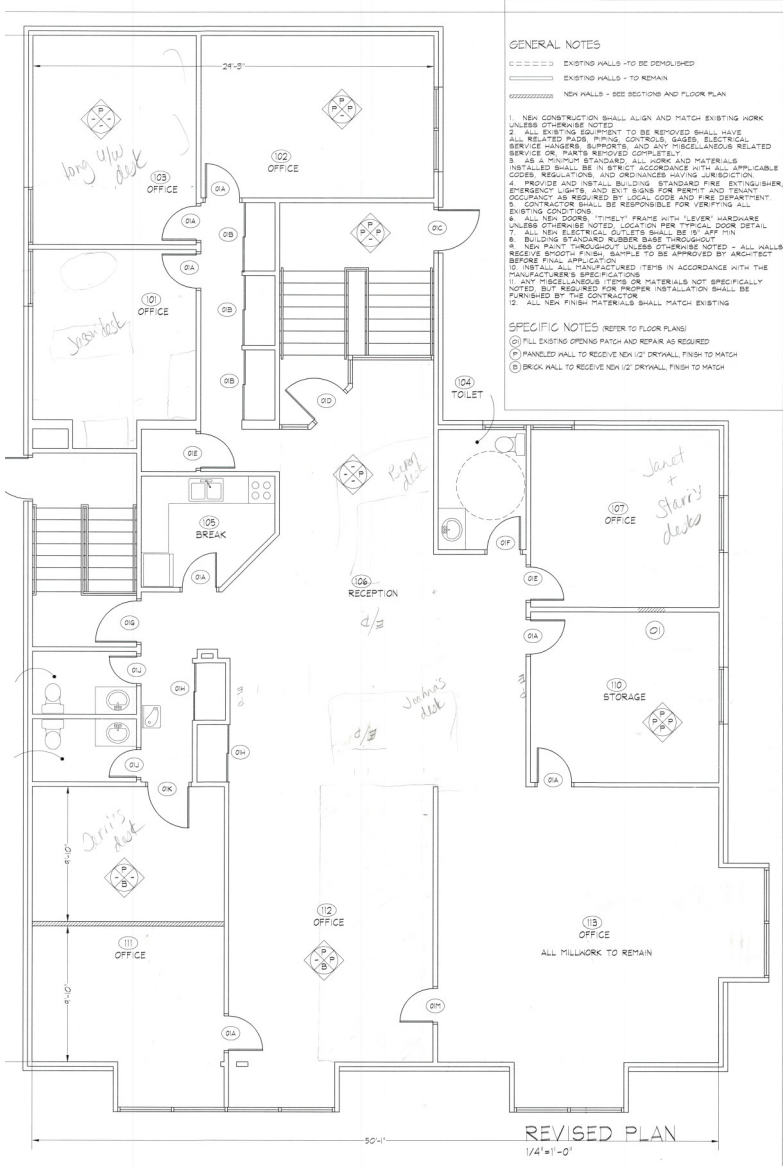 GENERAL NOTES
EXISTING WALLS -TO BE DEMOLISHED
EXISTING WALLS - TO REMAIN
NEW WALLS - SEE SECTIONS AND FLOOR PLAN
1. NEW CONSTRUCTION SHALL ALIGN AND MATCH EXISTING WORK
UNLESS OTHERWISE NOTED
2. ALL EXISTING EQUIPMENT TO BE REMOVED SHALL HAVE
ALL RELATED PADS, PIPING, CONTROLS, GAGES, ELECTRICAL
SERVICE HANGERS, SUPPORTS, AND ANY MISCELLANEOUS RELATED
SERVICE OR, PARTS REMOVED COMPLETELY.
3. AS A MINIMUM STANDARD, ALL WORK AND MATERIALS
INSTALLED SHALL BE IN STRICT ACCORDANCE WITH ALL APPLICABLE
CODES, REGULATIONS, AND ORDINANCES HAVING JURISDICTION.
4. PROVIDE AND INSTALL BUILDING STANDARD FIRE EXTINGUISHER,
EMERGENCY LIGHTS, AND EXIT SIGNS FOR PERMIT AND TENANT
OCCUPANCY AS REQUIRED BY LOCAL CODE AND FIRE DEPARTMENT.
5. CONTRACTOR SHALL BE RESPONSIBLE FOR VERIFYING ALL
EXISTING CONDITIONS.
6. ALL NEW DOORS, "TIMELY" FRAME WITH "LEVER" HARDWARE
UNLESS OTHERWISE NOTED, LOCATION PER TYPICAL DOOR DETAIL
7. ALL NEW ELECTRICAL OUTLETS SHALL BE 15" AFF MIN
8. BUILDING STANDARD RUBBER BASE THROUGHOUT
9. NEW PAINT THROUGHOUT UNLESS OTHERWISE NOTED - ALL WALLS
RECEIVE SMOOTH FINISH, SAMPLE TO BE APPROVED BY ARCHITECT
BEFORE FINAL APPLICATION
10. INSTALL ALL MANUFACTURED ITEMS IN ACCORDANCE WITH THE
MANUFACTURER'S SPECIFICATIONS
11. ANY MISCELLANEOUS ITEMS OR MATERIALS NOT SPECIFICALLY
NOTED, BUT REQUIRED FOR PROPER INSTALLATION SHALL BE
FURNISHED BY THE CONTRACTOR
12. ALL NEW FINISH MATERIALS SHALL MATCH EXISTING
SPECIFIC NOTES (REFER TO FLOOR PLANS)
01 FILL EXISTING OPENING PATCH AND REPAIR AS REQUIRED
P PANNELED WALL TO RECEIVE NEW 1/2" DRYWALL, FINISH TO MATCH
B BRICK WALL TO RECEIVE NEW 1/2" DRYWALL, FINISH TO MATCH
P
P P
P
P P
102
OFFICE
long
desk
103
OFFICE
01A
01A
01B
P
P P
01C
01A
101
OFFICE
desk
01B
01B
01D
104
TOILET
01E
P
P
desk
Janet
+
Starr's
desks
107
OFFICE
105
BREAK
01F
01A
01E
106
RECEPTION
01G
01A
01
01J
01H
110
STORAGE
P
P P
P
Joshua's
desk
01H
01J
01A
01K
desk
9'-10"
P
B
112
OFFICE
113
OFFICE
ALL MILLWORK TO REMAIN
111
OFFICE
P
P
B
9'-10"
01M
01A
50'-1"
REVISED PLAN
1/4"=1'-0"